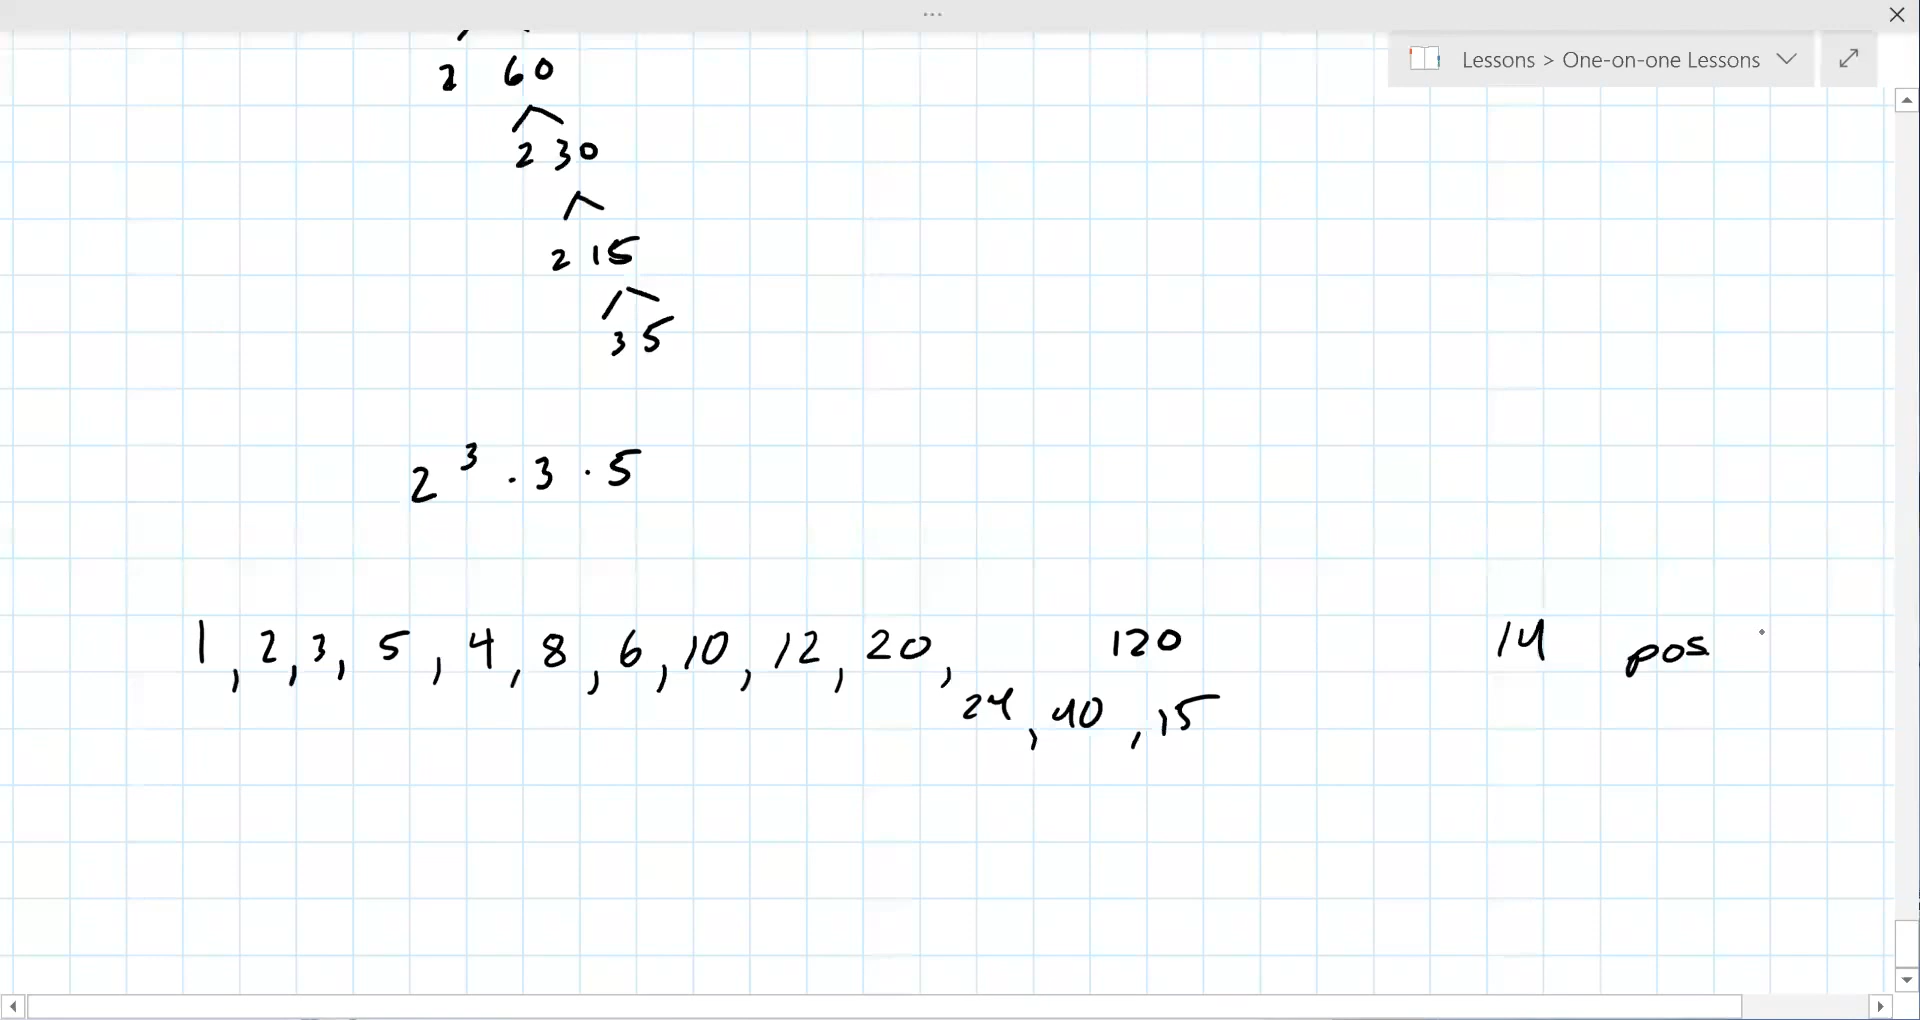 Lessons > One-on-one Lessons
2 60
2 30
2 15
3 5
2³ · 3 · 5
1, 2, 3, 5, 4, 8, 6, 10, 12, 20, 120 14 pos
24, 40, 15